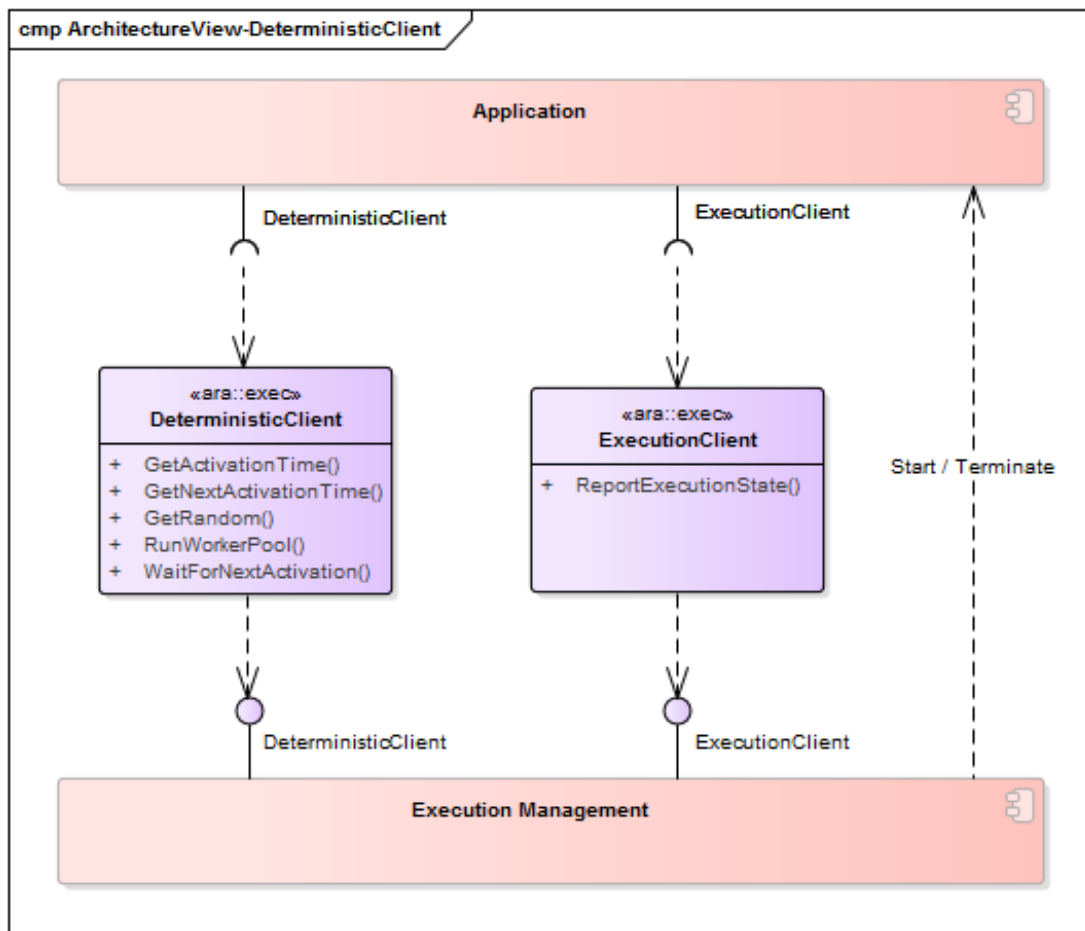 cmp ArchitectureView-DeterministicClient
Application
DeterministicClient
ExecutionClient
«ara::exec»
DeterministicClient
+ GetActivationTime()
+ GetNextActivationTime()
+ GetRandom()
+ RunWorkerPool()
+ WaitForNextActivation()
«ara::exec»
ExecutionClient
+ ReportExecutionState()
Start / Terminate
DeterministicClient
ExecutionClient
Execution Management